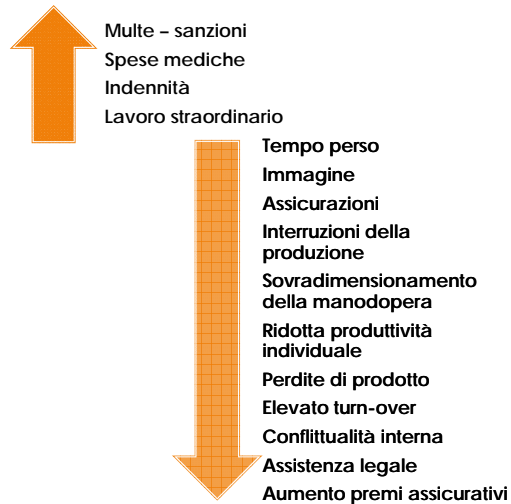 Multe – sanzioni
Spese mediche
Indennità
Lavoro straordinario
Tempo perso
Immagine
Assicurazioni
Interruzioni della
produzione
Sovradimensionamento
della manodopera
Ridotta produttività
individuale
Perdite di prodotto
Elevato turn-over
Conflittualità interna
Assistenza legale
Aumento premi assicurativi